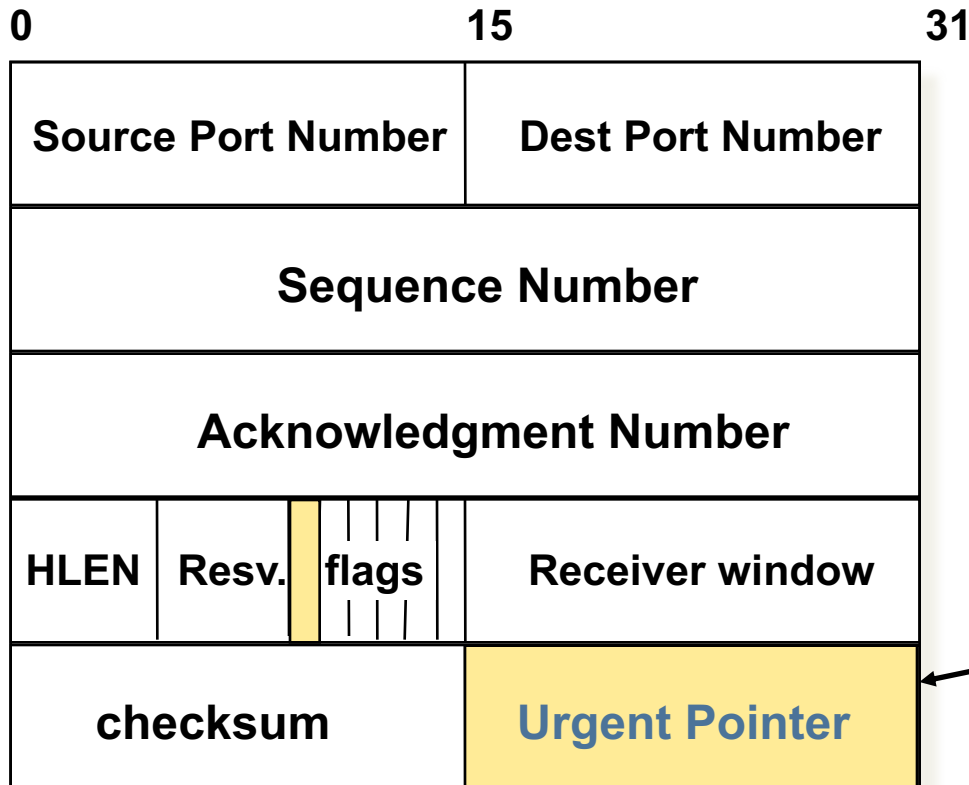 0 15 31
Source Port Number Dest Port Number
Sequence Number
Acknowledgment Number
HLEN Resv. flags Receiver window
checksum Urgent Pointer